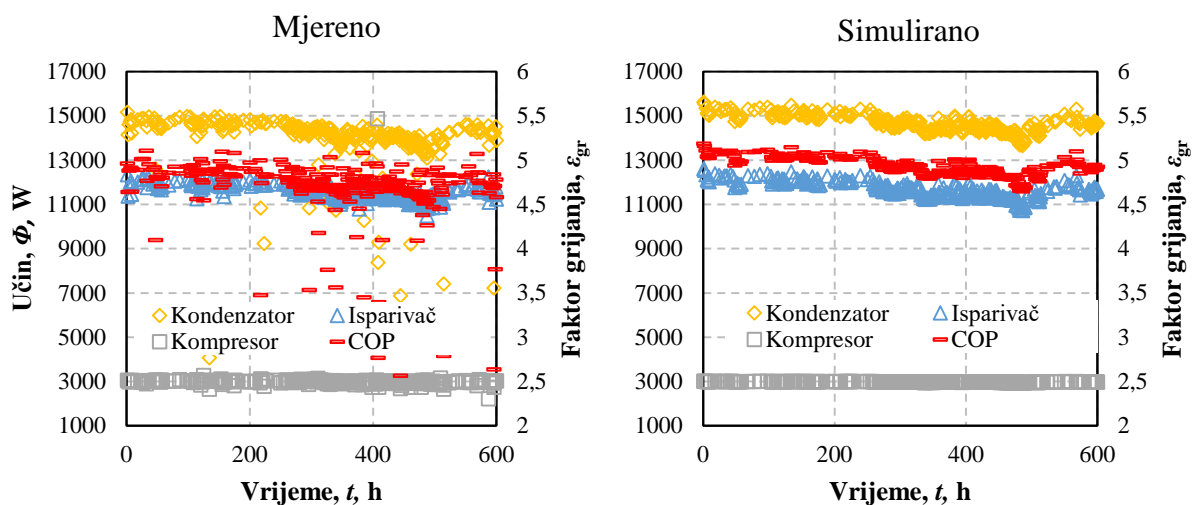 Mjereno
Simulirano
Učin, Φ, W
17000
15000
13000
11000
9000
7000
5000
3000
1000
6
5,5
5
4,5
4
3,5
3
2,5
2
Faktor grijanja, εgr
Kondenzator
Isparivač
Kompresor
COP
0
200
400
600
Vrijeme, t, h
17000
15000
13000
11000
9000
7000
5000
3000
1000
6
5,5
5
4,5
4
3,5
3
2,5
2
Faktor grijanja, εgr
Kondenzator
Isparivač
Kompresor
COP
0
200
400
600
Vrijeme, t, h